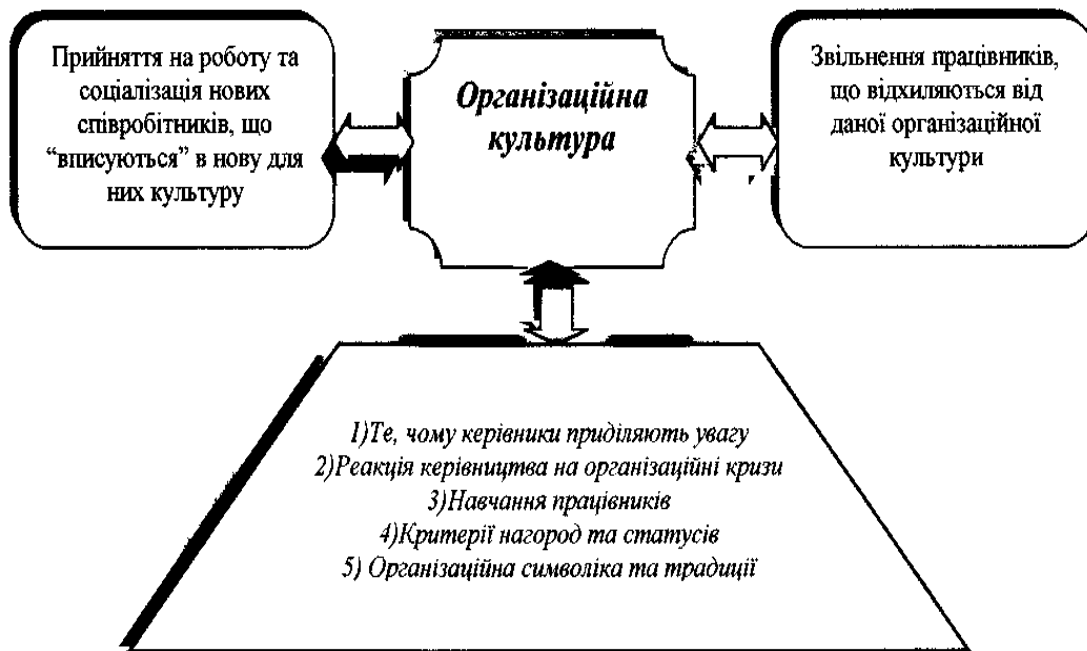 Прийняття на роботу та
соціалізація нових
співробітників, що
“вписуються” в нову для
них культуру
Організаційна
культура
Звільнення працівників,
що відхиляються від
даної організаційної
культури
1)Те, чому керівники приділяють увагу
2)Реакція керівництва на організаційні кризи
3)Навчання працівників
4)Критерії нагород та статусів
5) Організаційна символіка та традиції